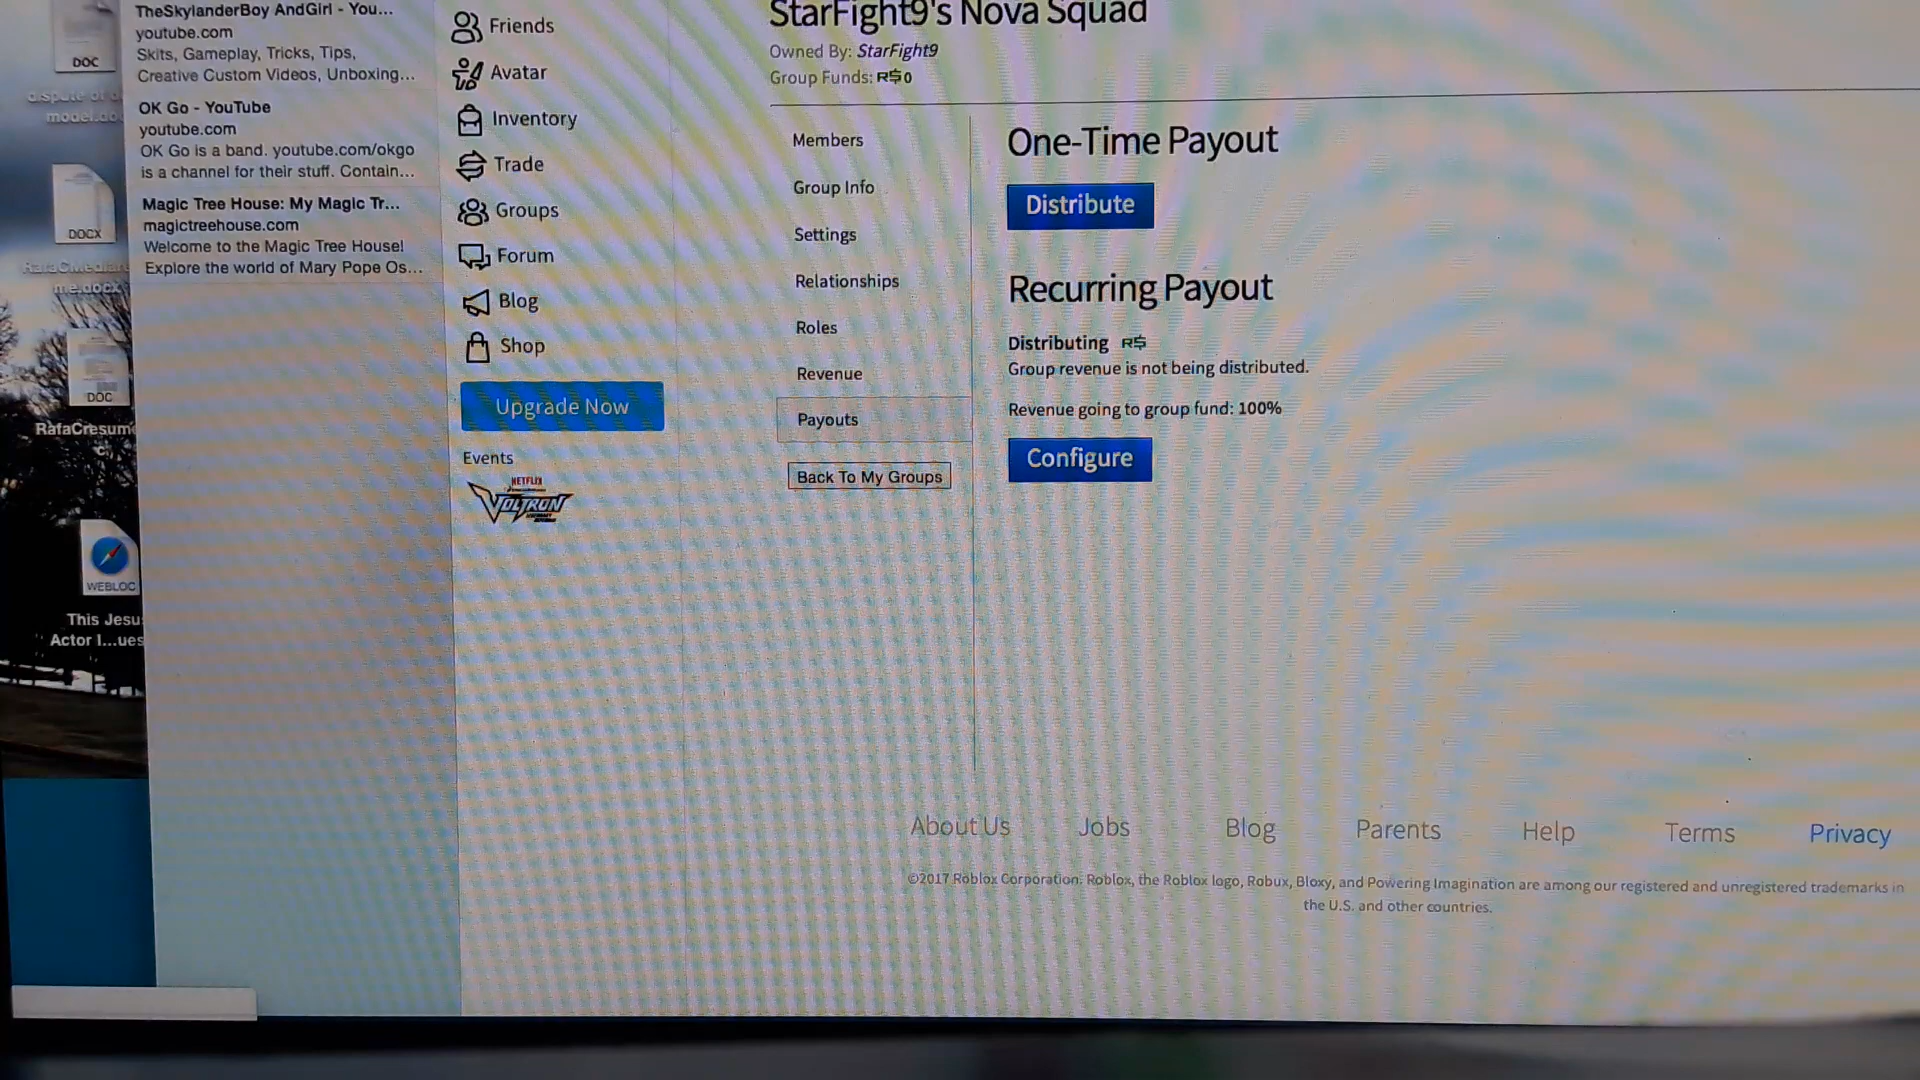 DOC
DOCX
DOC
RafaCresum
WEBLOC
This Jesu
Actor I...ues
TheSkylanderBoy AndGirl - You...
youtube.com
Skits, Gameplay, Tricks, Tips,
Creative Custom Videos, Unboxing...
OK Go - YouTube
youtube.com
OK Go is a band. youtube.com/okgo
is a channel for their stuff. Contain...
Magic Tree House: My Magic Tr...
magictreehouse.com
Welcome to the Magic Tree House!
Explore the world of Mary Pope Os...
Friends
Avatar
Inventory
Trade
Groups
Forum
Blog
Shop
Upgrade Now
Events
NETFLIX
VOLTRON
StarFight9's Nova Squad
Owned By: StarFight9
Group Funds: R$0
Members
Group Info
Settings
Relationships
Roles
Revenue
Payouts
Back To My Groups
One-Time Payout
Distribute
Recurring Payout
Distributing R$
Group revenue is not being distributed.
Revenue going to group fund: 100%
Configure
About Us Jobs Blog Parents Help Terms Privacy
©2017 Roblox Corporation. Roblox, the Roblox logo, Robux, Bloxy, and Powering Imagination are among our registered and unregistered trademarks in
the U.S. and other countries.